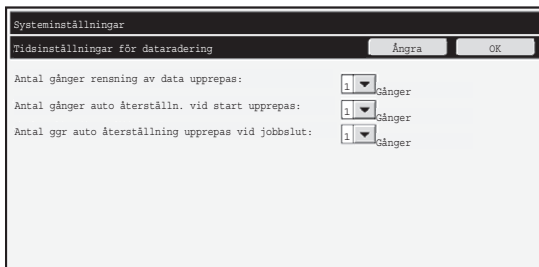 Systeminställningar
Tidsinställningar för dataradering Ångra OK
Antal gånger rensning av data upprepas: 1 Gånger
Antal gånger auto återställn. vid start upprepas: 1 Gånger
Antal ggr auto återställning upprepas vid jobbslut: 1 Gånger